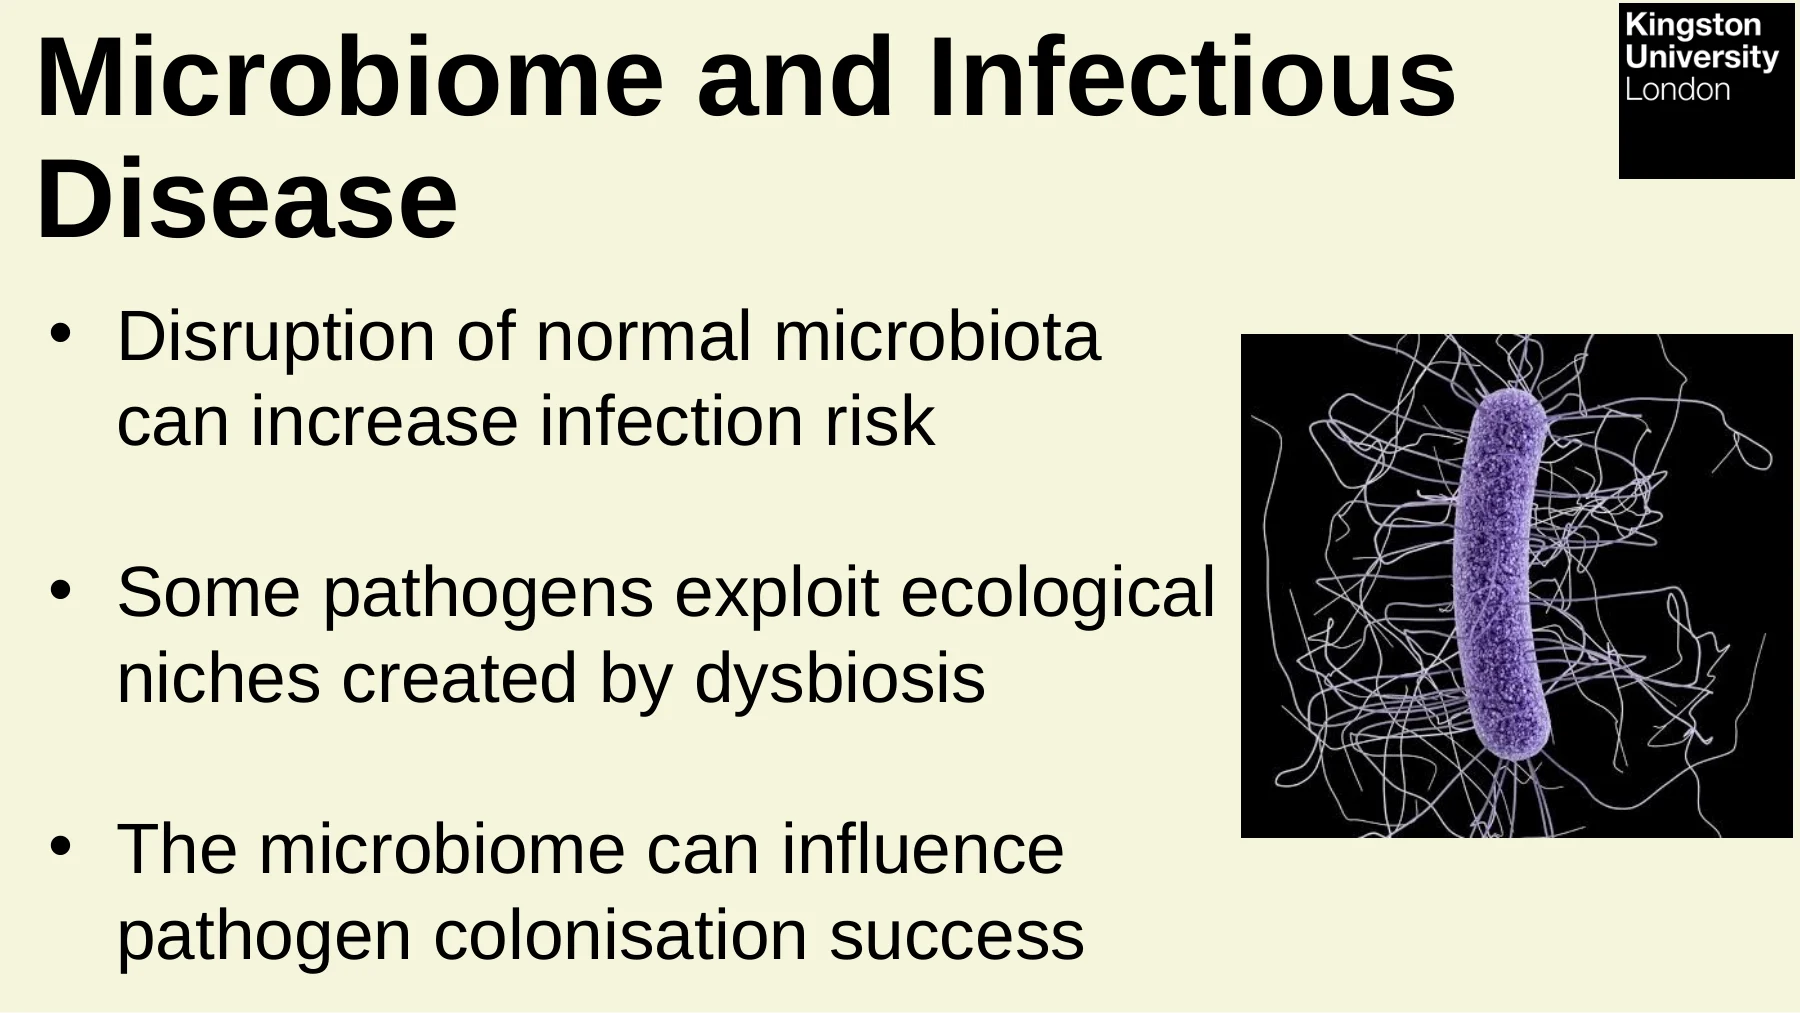 Microbiome and Infectious
Disease
Kingston
University
London
• Disruption of normal microbiota
can increase infection risk
• Some pathogens exploit ecological
niches created by dysbiosis
• The microbiome can influence
pathogen colonisation success